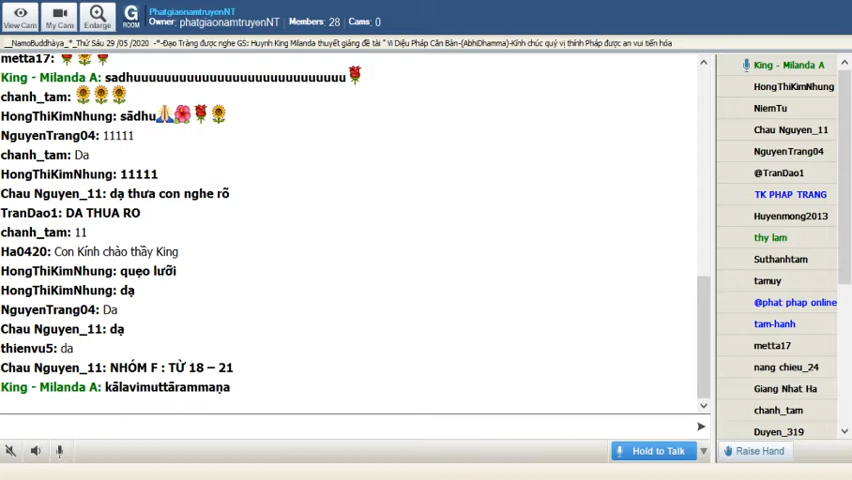 PhatgiaonamtruyenNT
Owner: phatgiaonamtruyenNT Members: 28 Cams: 0
View Cam
My Cam
Enlarge
G
ROOM
__NamoBuddhàya_*_Thứ Sáu 29 /05 /2020 -*-Đạo Tràng được nghe GS: Huynh King Milanda thuyết giảng đề tài " Vi Diệu Pháp Căn Bản-(AbhiDhamma)-Kính chúc quý vị thính Pháp được an vui tiến hóa
metta17:
King - Milanda A: sadhuuuuuuuuuuuuuuuuuuuuuuuuuuuu
chanh_tam:
HongThiKimNhung: sādhu
NguyenTrang04: 11111
chanh_tam: Da
HongThiKimNhung: 11111
Chau Nguyen_11: dạ thưa con nghe rõ
TranDao1: DA THUA RO
chanh_tam: 11
Ha0420: Con Kính chào thầy King
HongThiKimNhung: quẹo lưỡi
HongThiKimNhung: dạ
NguyenTrang04: Da
Chau Nguyen_11: dạ
thienvu5: da
Chau Nguyen_11: NHÓM F : TỪ 18 – 21
King - Milanda A: kālavimuttārammaṇa
King - Milanda A
HongThiKimNhung
NiemTu
Chau Nguyen_11
NguyenTrang04
@TranDao1
TK PHAP TRANG
Huyenmong2013
thy lam
Suthanhtam
tamuy
@phat phap online
tam-hanh
metta17
nang chieu_24
Giang Nhat Ha
chanh_tam
Duyen_319
Hold to Talk
Raise Hand